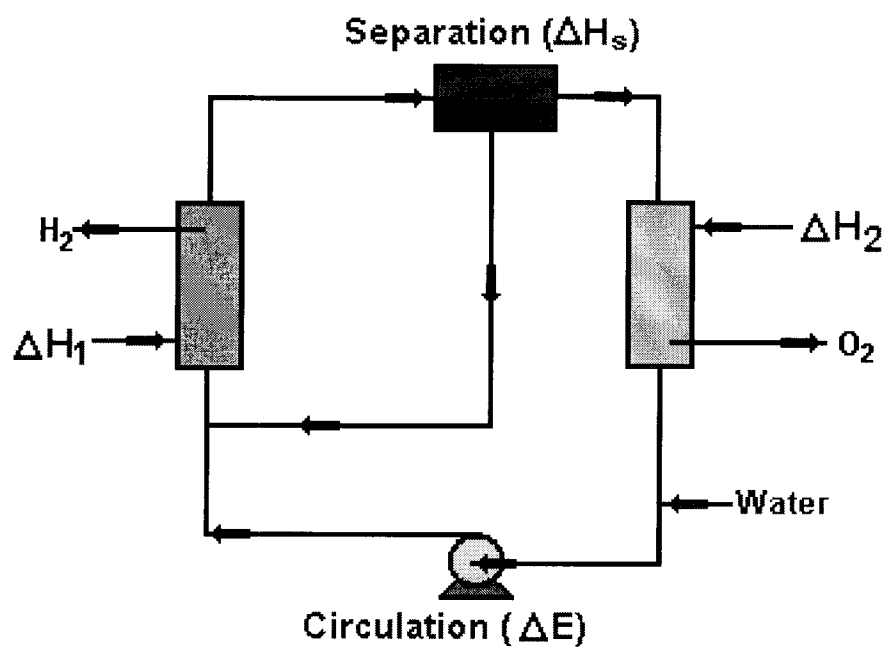 Separation (ΔHₛ)
H₂
ΔH₂
ΔH₁
O₂
Water
Circulation (ΔE)